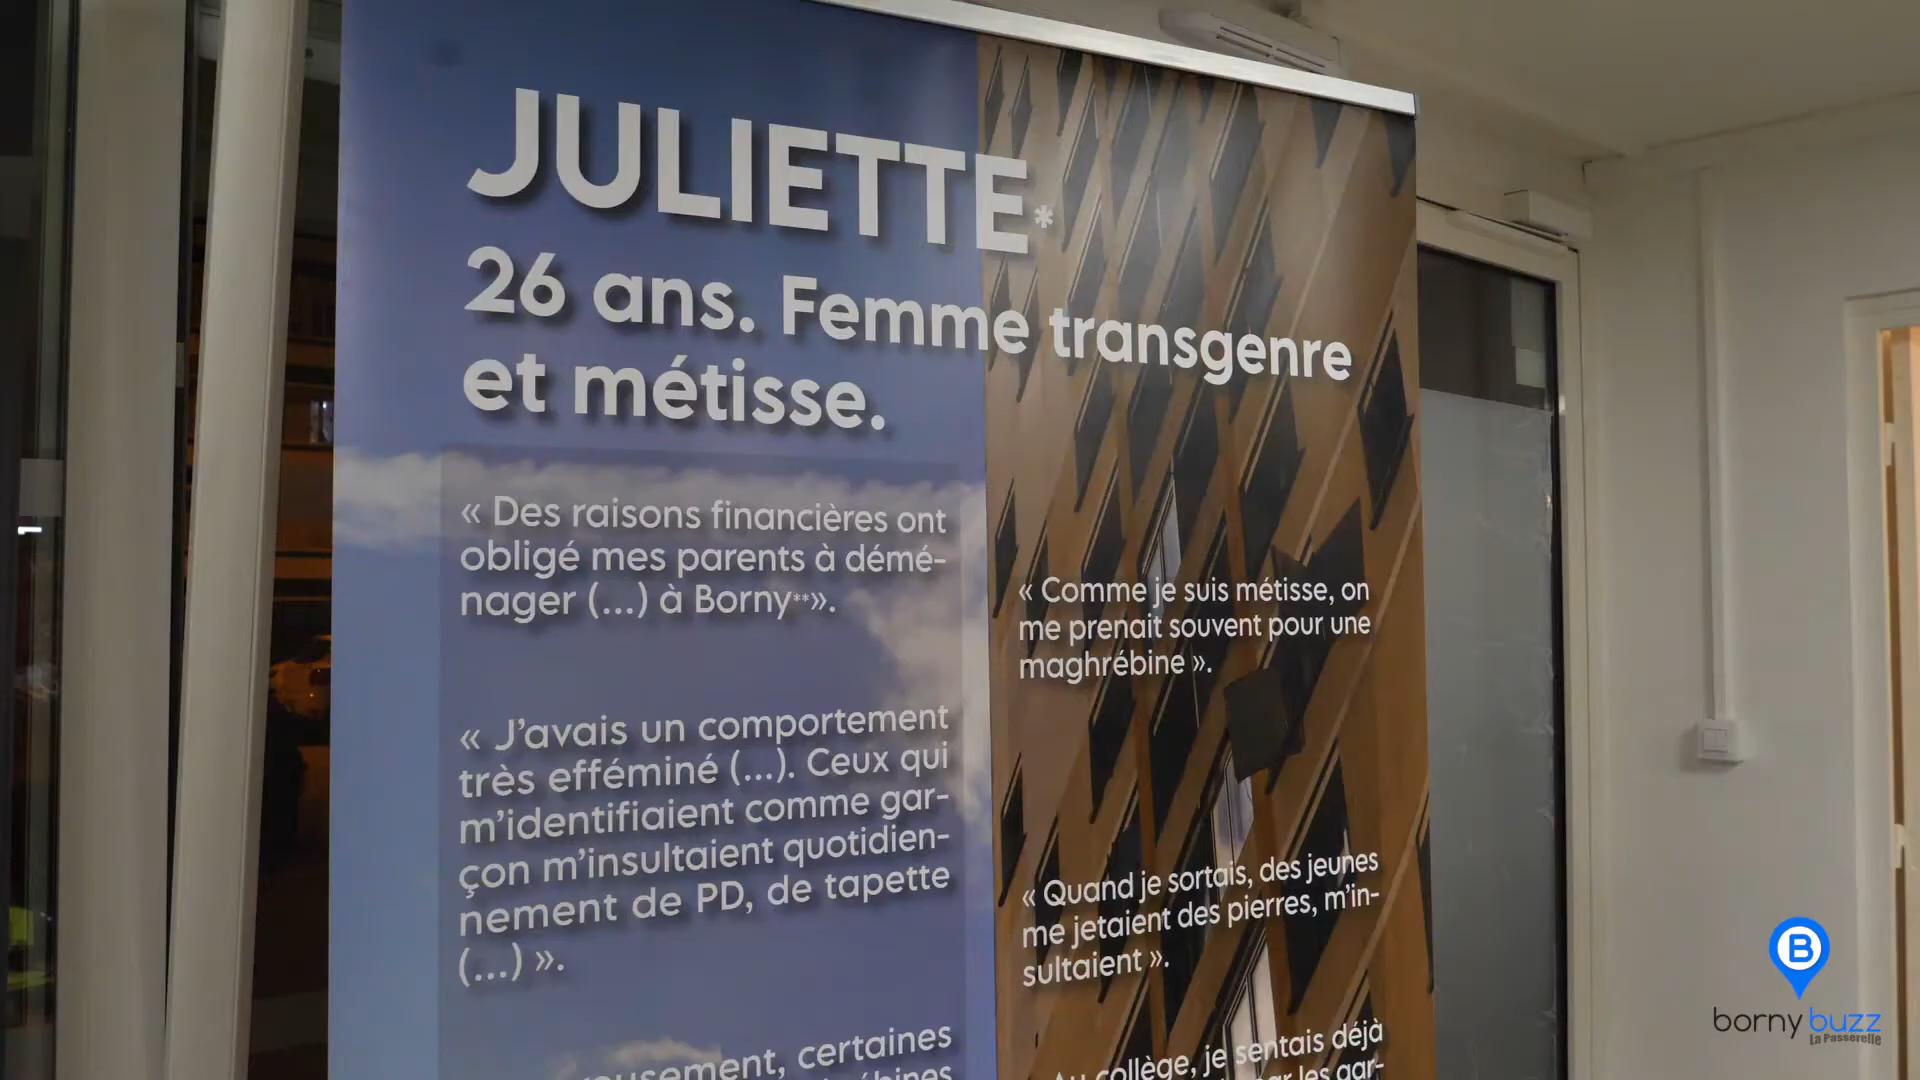 JULIETTE*
26 ans. Femme transgenre
et métisse.
« Des raisons financières ont
obligé mes parents à démé-
nager (...) à Borny**».
« J’avais un comportement
très efféminé (...). Ceux qui
m’identifiaient comme gar-
çon m’insultaient quotidien-
nement de PD, de tapette
(...) ».
certaines
« Comme je suis métisse, on
me prenait souvent pour une
maghrébine ».
« Quand je sortais, des jeunes
me jetaient des pierres, m’in-
sultaient ».
collège, je sentais déjà
les gar-
B
borny buzz
La Passerelle